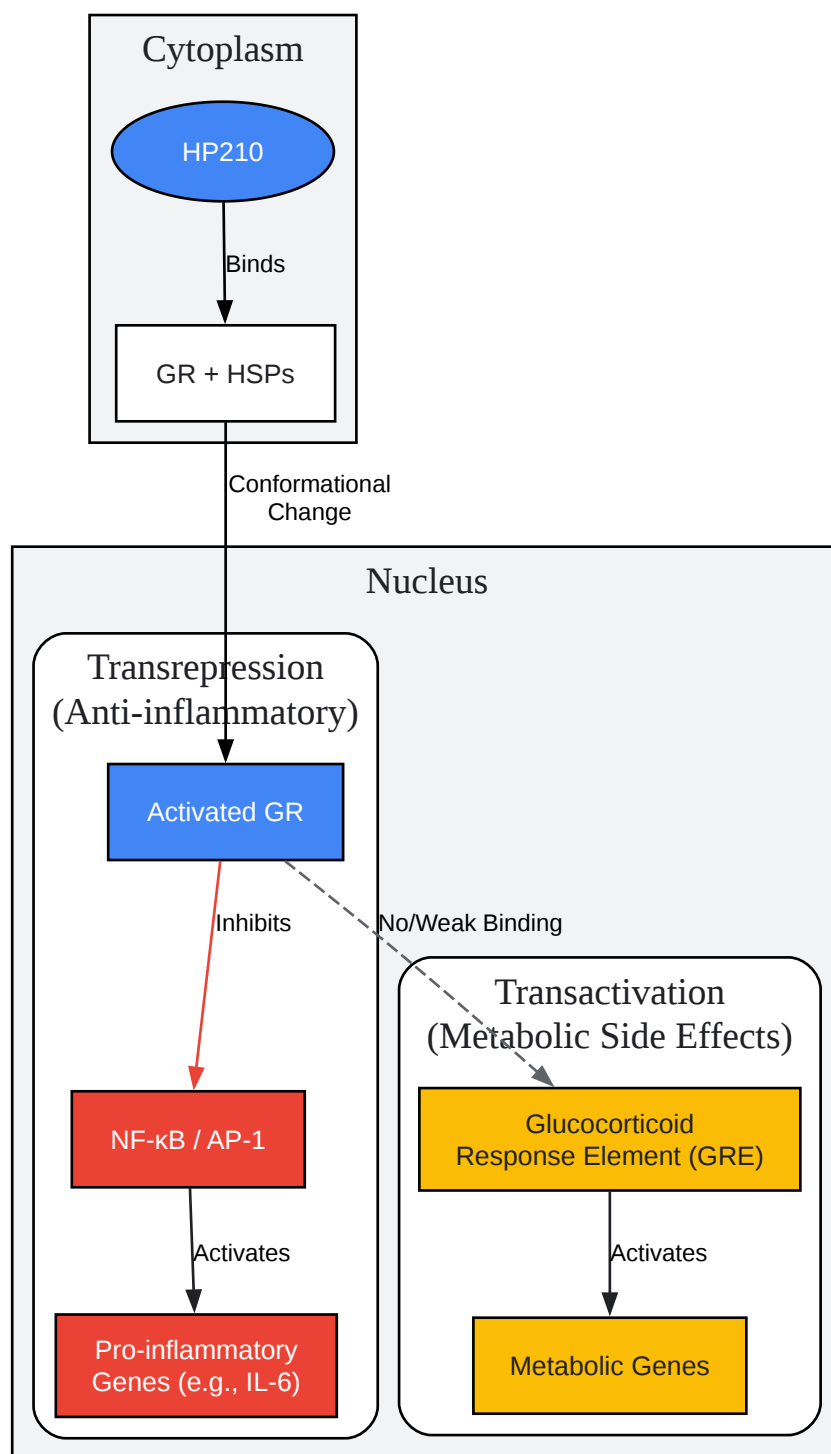 Cytoplasm
HP210
Binds
GR + HSPs
Conformational
Change
Nucleus
Transrepression
(Anti-inflammatory)
Activated GR
Inhibits
No/Weak Binding
Transactivation
(Metabolic Side Effects)
NF-κB / AP-1
Glucocorticoid
Response Element (GRE)
Activates
Activates
Pro-inflammatory
Genes (e.g., IL-6)
Metabolic Genes